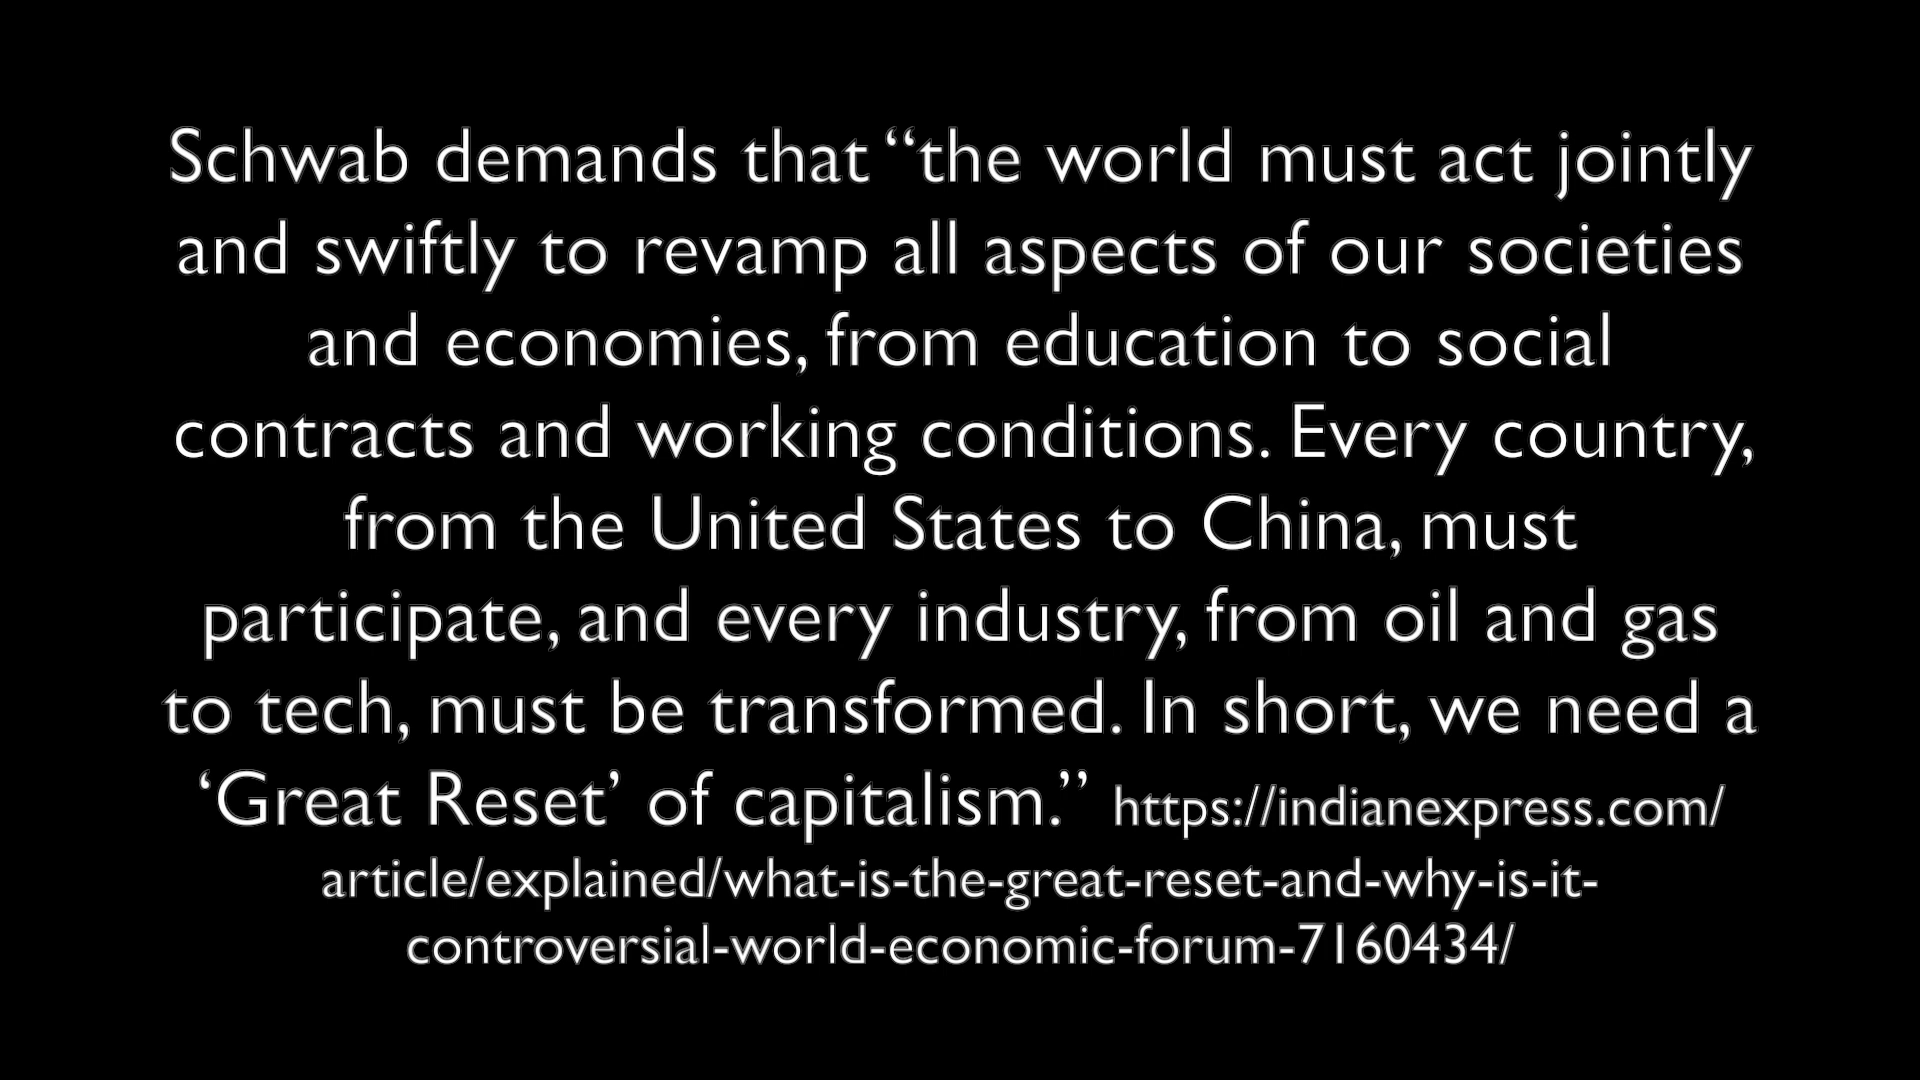 Schwab demands that “the world must act jointly
and swiftly to revamp all aspects of our societies
and economies, from education to social
contracts and working conditions. Every country,
from the United States to China, must
participate, and every industry, from oil and gas
to tech, must be transformed. In short, we need a
‘Great Reset’ of capitalism.” https://indianexpress.com/
article/explained/what-is-the-great-reset-and-why-is-it-
controversial-world-economic-forum-7160434/